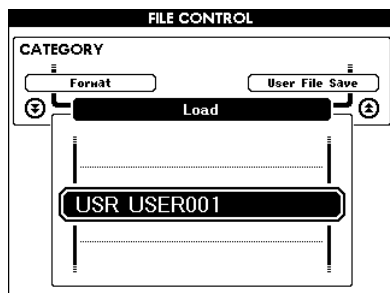 FILE CONTROL
CATEGORY
Format User File Save
Load
USR USER001